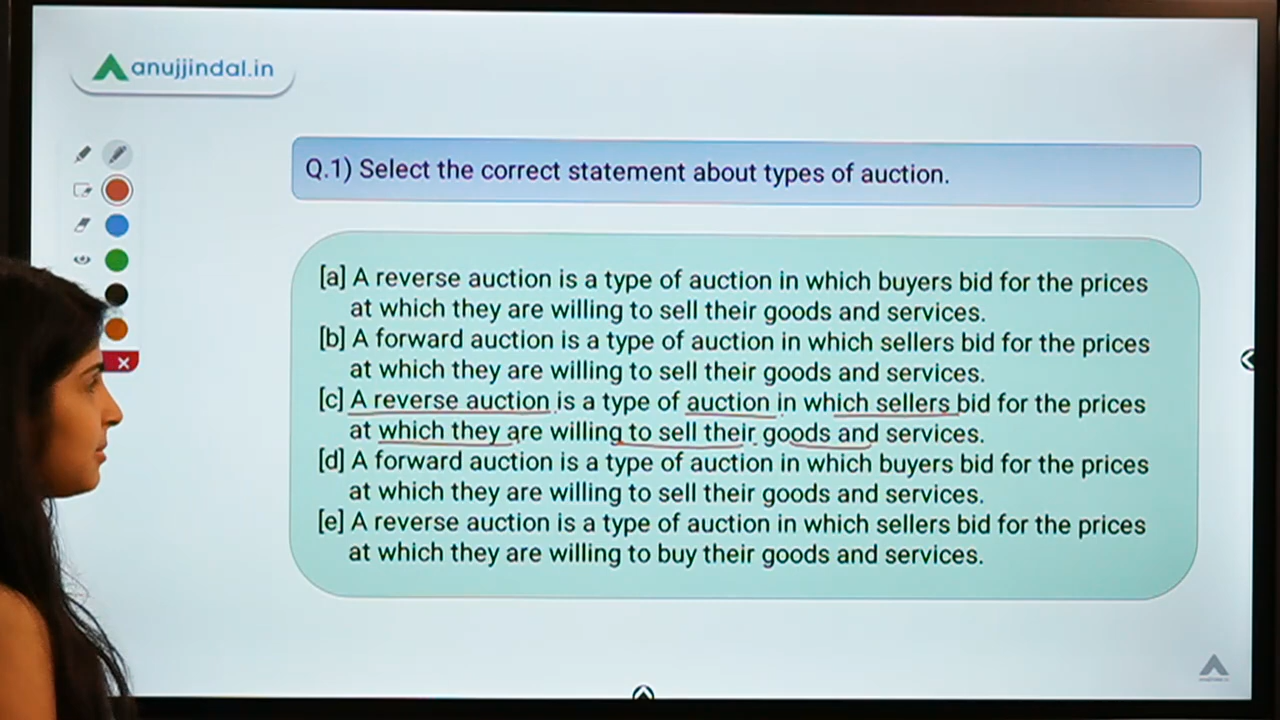 anujjindal.in
Q.1) Select the correct statement about types of auction.
[a] A reverse auction is a type of auction in which buyers bid for the prices
at which they are willing to sell their goods and services.
[b] A forward auction is a type of auction in which sellers bid for the prices
at which they are willing to sell their goods and services.
[c] A reverse auction is a type of auction in which sellers bid for the prices
at which they are willing to sell their goods and services.
[d] A forward auction is a type of auction in which buyers bid for the prices
at which they are willing to sell their goods and services.
[e] A reverse auction is a type of auction in which sellers bid for the prices
at which they are willing to buy their goods and services.